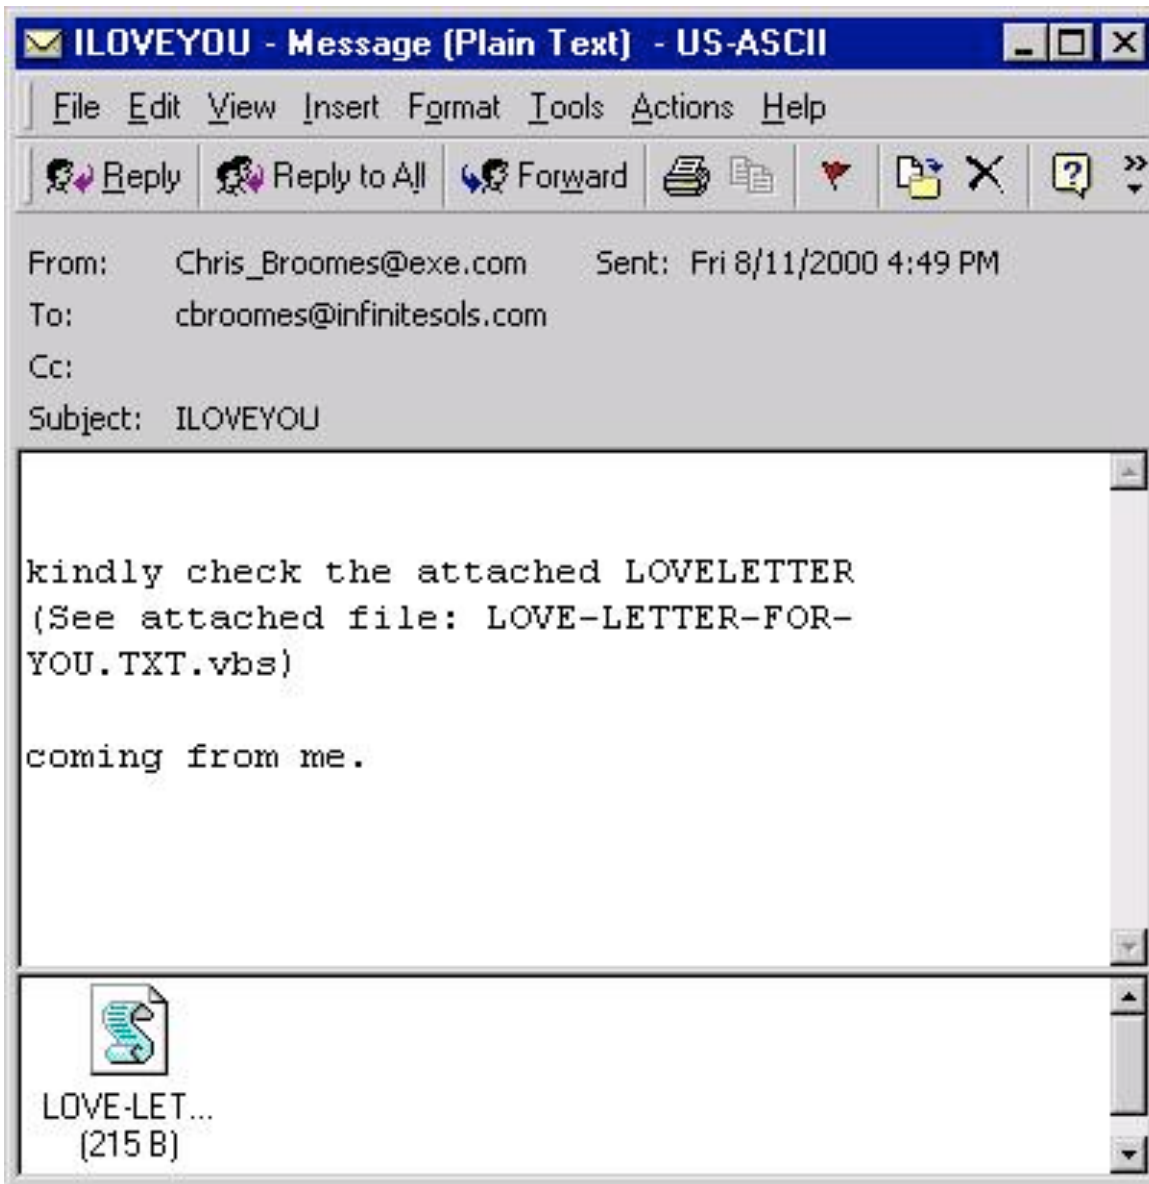 ILOVEYOU - Message (Plain Text) - US-ASCII
File Edit View Insert Format Tools Actions Help
Reply Reply to All Forward
From: Chris_Broomes@exe.com Sent: Fri 8/11/2000 4:49 PM
To: cbroomes@infinitesols.com
Cc:
Subject: ILOVEYOU
kindly check the attached LOVELETTER
(See attached file: LOVE-LETTER-FOR-
YOU.TXT.vbs)
coming from me.
LOVE-LET...
(215 B)